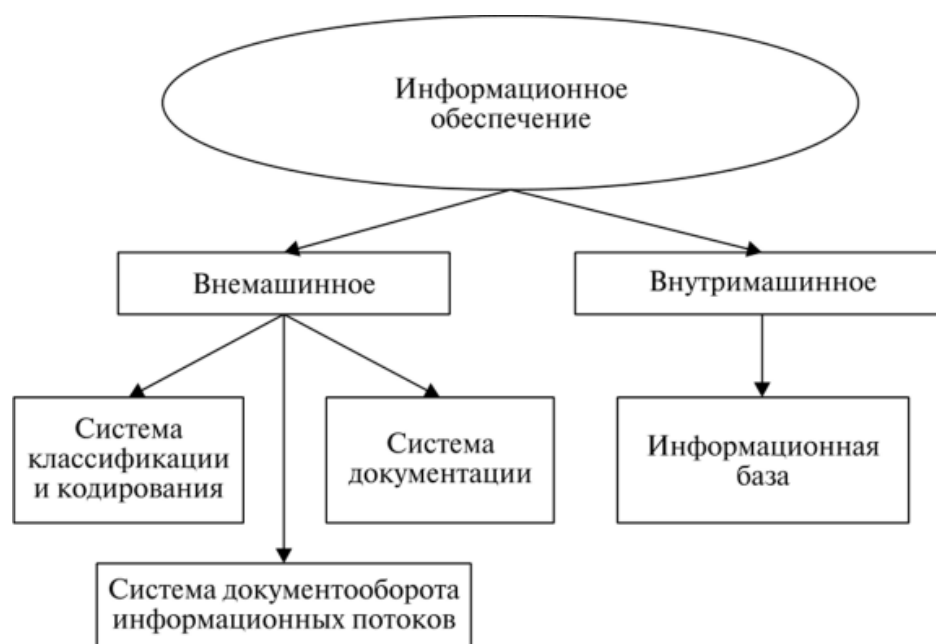 Информационное
обеспечение
Внемашинное
Внутримашинное
Система
классификации
и кодирования
Система
документации
Информационная
база
Система документооборота
информационных потоков